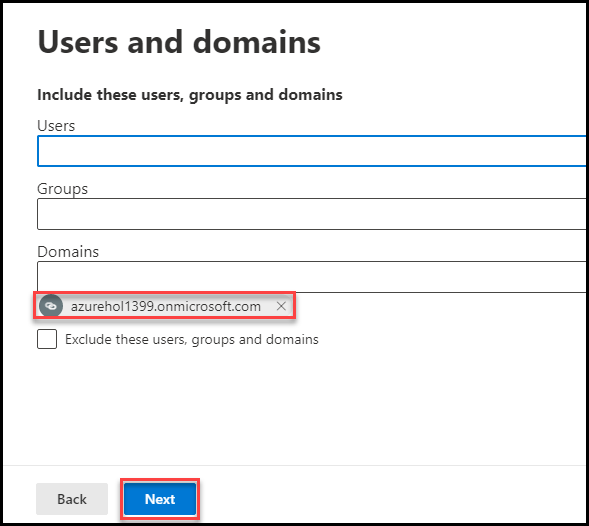 Users and domains
Include these users, groups and domains
Users
Groups
Domains
azurehol1399.onmicrosoft.com
Exclude these users, groups and domains
Back
Next